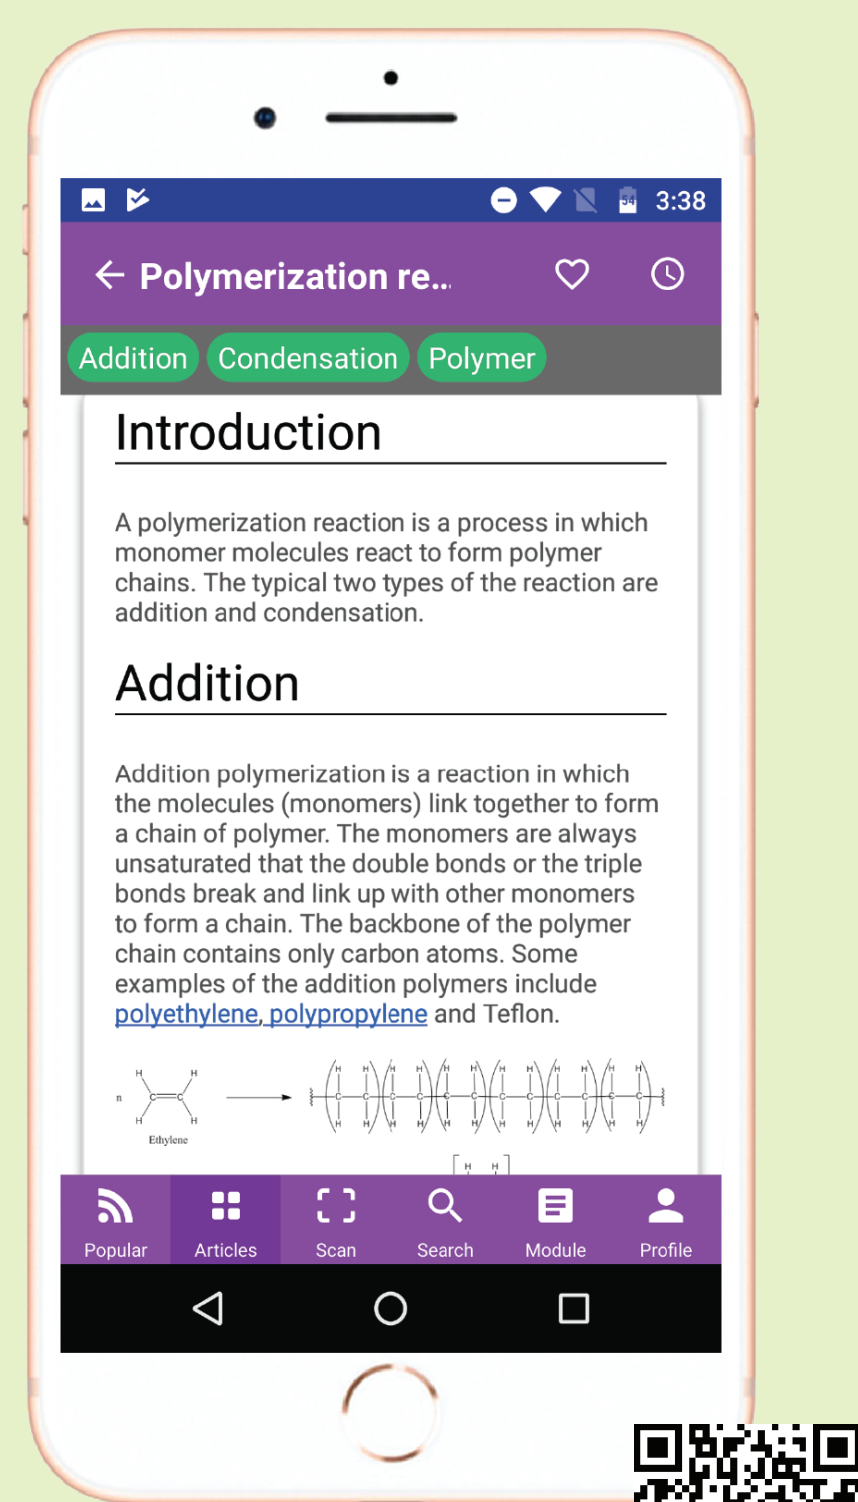 54 3:38
Polymerization re...
Addition Condensation Polymer
Introduction
A polymerization reaction is a process in which
monomer molecules react to form polymer
chains. The typical two types of the reaction are
addition and condensation.
Addition
Addition polymerization is a reaction in which
the molecules (monomers) link together to form
a chain of polymer. The monomers are always
unsaturated that the double bonds or the triple
bonds break and link up with other monomers
to form a chain. The backbone of the polymer
chain contains only carbon atoms. Some
examples of the addition polymers include
polyethylene, polypropylene and Teflon.
H H H H H H H H H H H H H H
n C C C C C C C C C C C C C C
H H H H H H H H H H H H H H
Ethylene
H H
Popular Articles Scan Search Module Profile